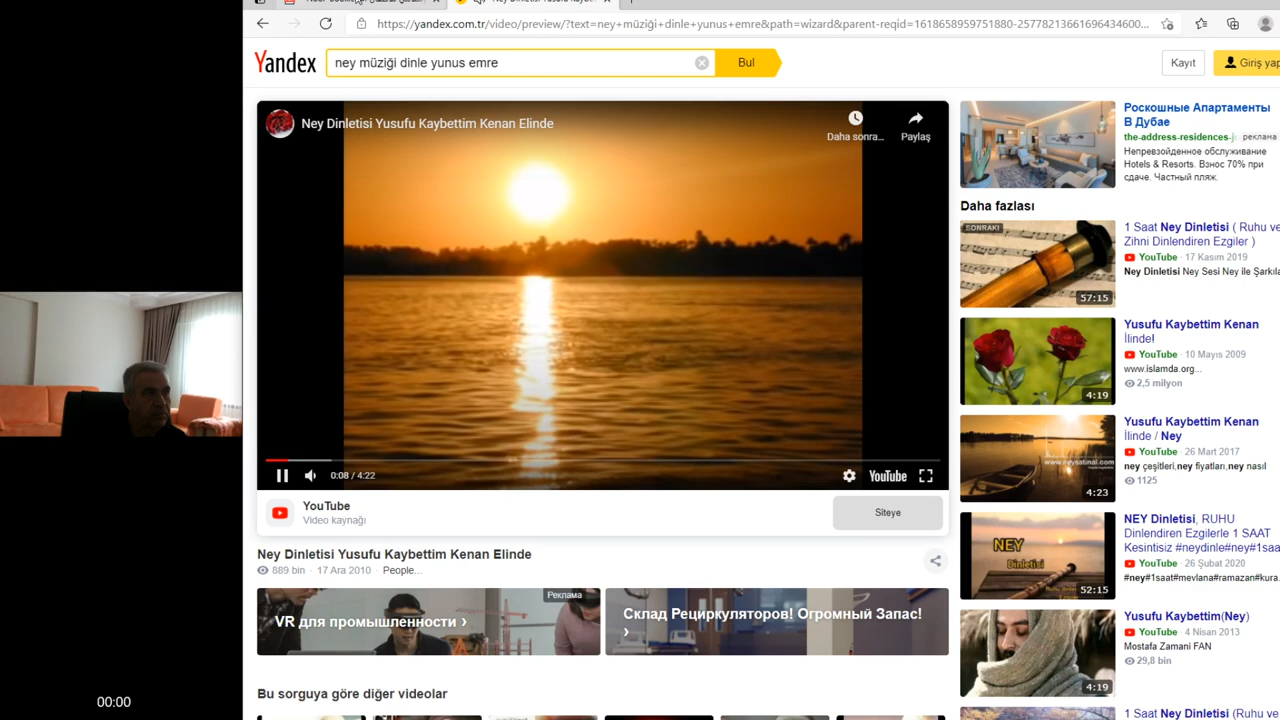 https://yandex.com.tr/video/preview/?text=ney müziği dinle yunus emre&path=wizard&parent-reqid=1618658959751880-25778213661696434600...
Yandex
ney müziği dinle yunus emre
Bul
Kayıt
Giriş yap
Ney Dinletisi Yusufu Kaybettim Kenan Elinde
Daha sonra...
Paylaş
0:08 / 4:22
YouTube
YouTube
Video kaynağı
Siteye
Ney Dinletisi Yusufu Kaybettim Kenan Elinde
889 bin · 17 Ara 2010 · People...
Реклама
VR для промышленности ›
Склад Рециркуляторов! Огромный Запас!
›
Bu sorguya göre diğer videolar
Роскошные Апартаменты
В Дубае
the-address-residences-j
реклама
Непревзойденное обслуживание
Hotels & Resorts. Взнос 70% при
сдаче. Частный пляж.
Daha fazlası
SONRAKİ
57:15
1 Saat Ney Dinletisi ( Ruhu ve
Zihni Dinlendiren Ezgiler )
YouTube · 17 Kasım 2019
Ney Dinletisi Ney Sesi Ney ile Şarkıla
4:19
Yusufu Kaybettim Kenan
İlinde!
YouTube · 10 Mayıs 2009
www.islamda.org...
2,5 milyon
www.neysatinal.com
4:23
Yusufu Kaybettim Kenan
İlinde / Ney
YouTube · 26 Mart 2017
ney çeşitleri,ney fiyatları,ney nasıl
1125
NEY
Dinletisi
52:15
NEY Dinletisi, RUHU
Dinlendiren Ezgilerle 1 SAAT
Kesintisiz #neydinle#ney#1saa
YouTube · 26 Şubat 2020
#ney#1saat#mevlana#ramazan#kura
4:19
Yusufu Kaybettim(Ney)
YouTube · 4 Nisan 2013
Mostafa Zamani FAN
29,8 bin
1 Saat Ney Dinletisi (Ruhu ve
00:00